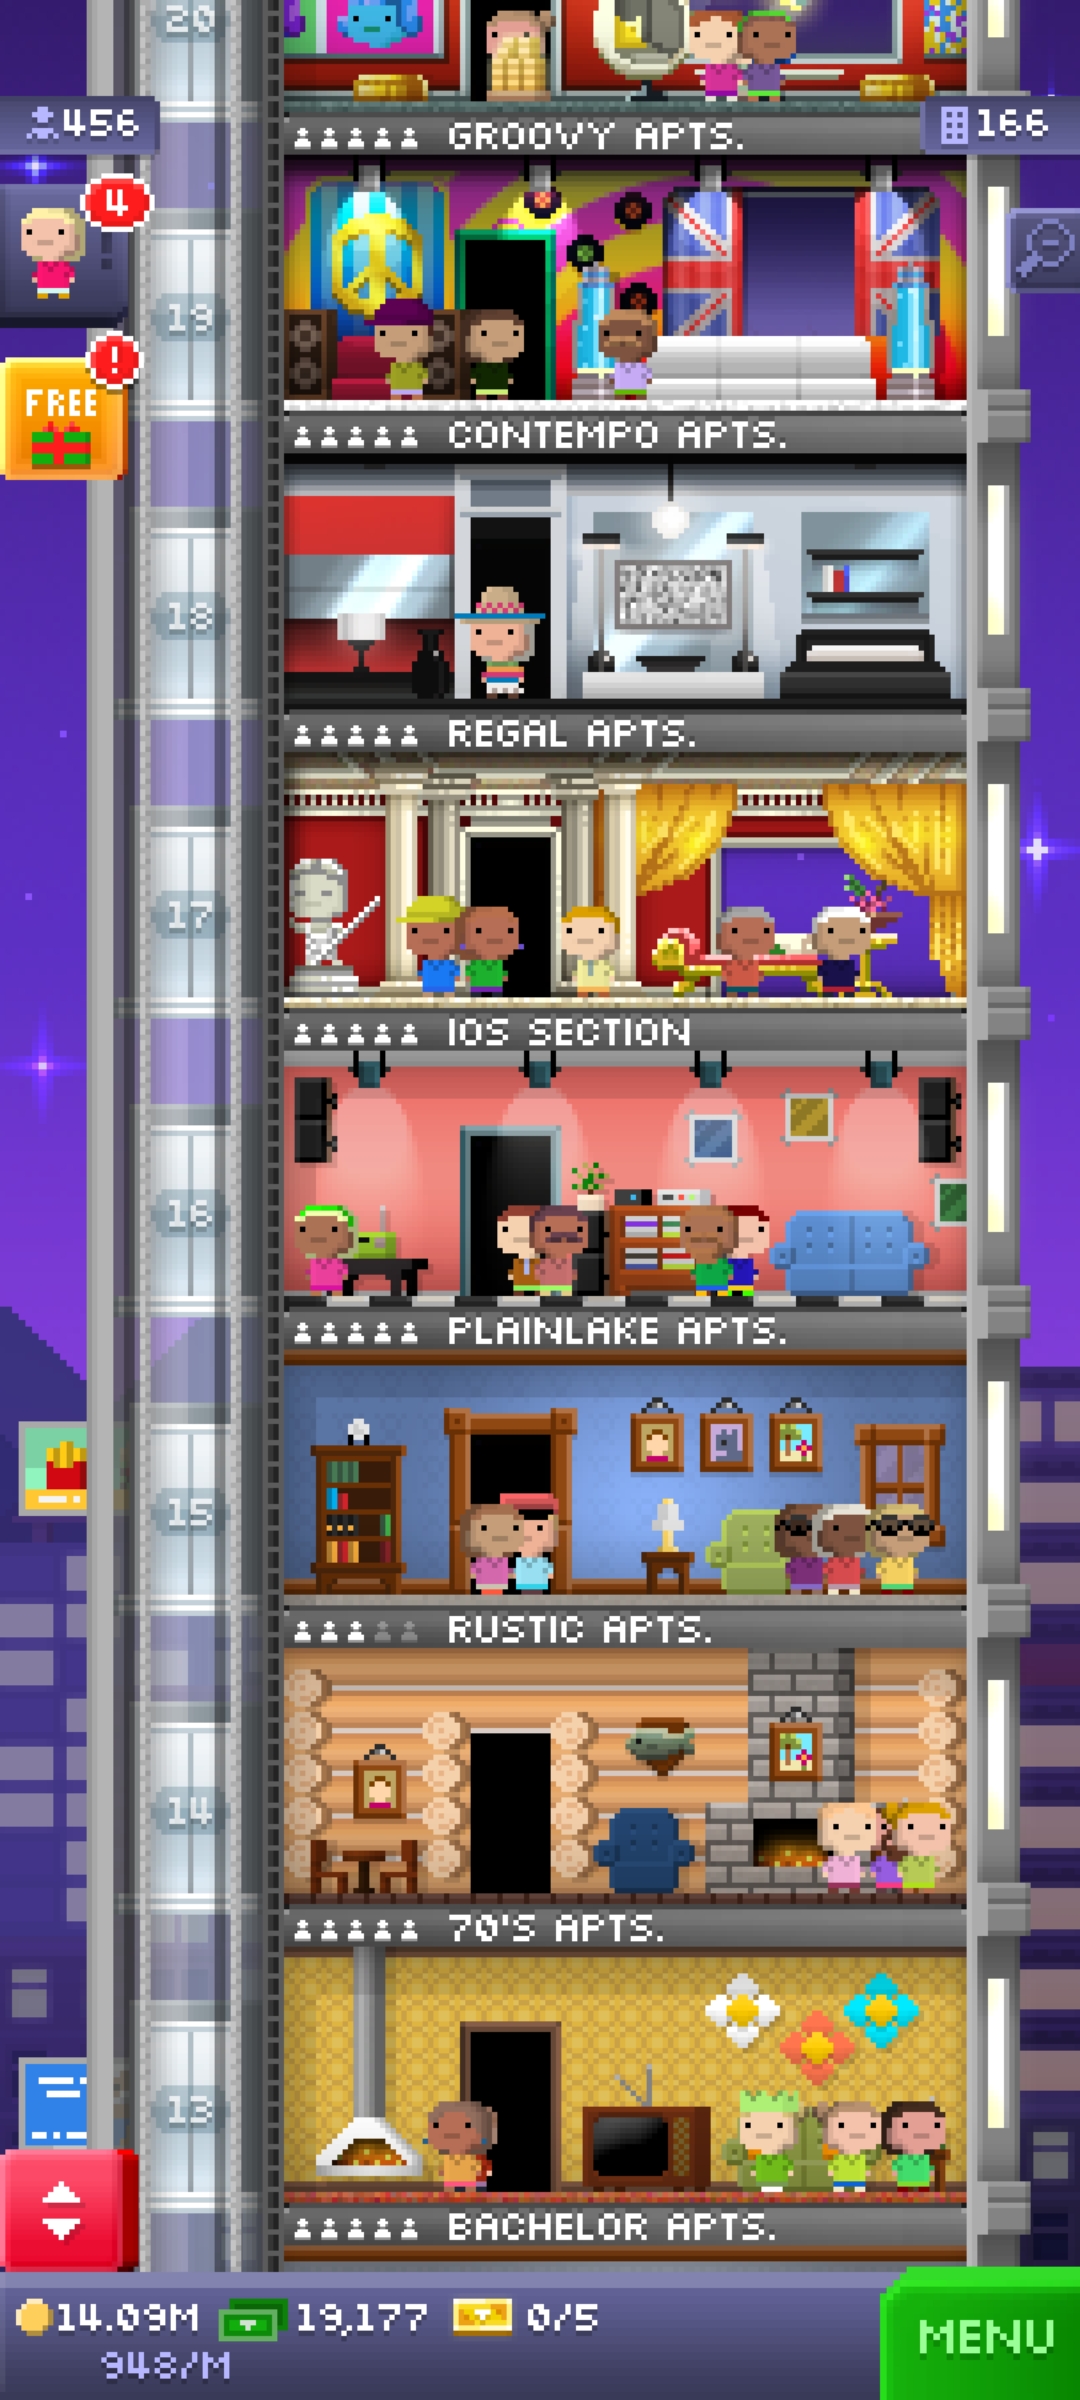 20
456
GROOVY APTS.
166
4
19
!
FREE
CONTEMPO APTS.
18
REGAL APTS.
17
IOS SECTION
16
PLAINLAKE APTS.
15
RUSTIC APTS.
14
70'S APTS.
13
BACHELOR APTS.
14.09M 19,177 0/5
948/M
MENU